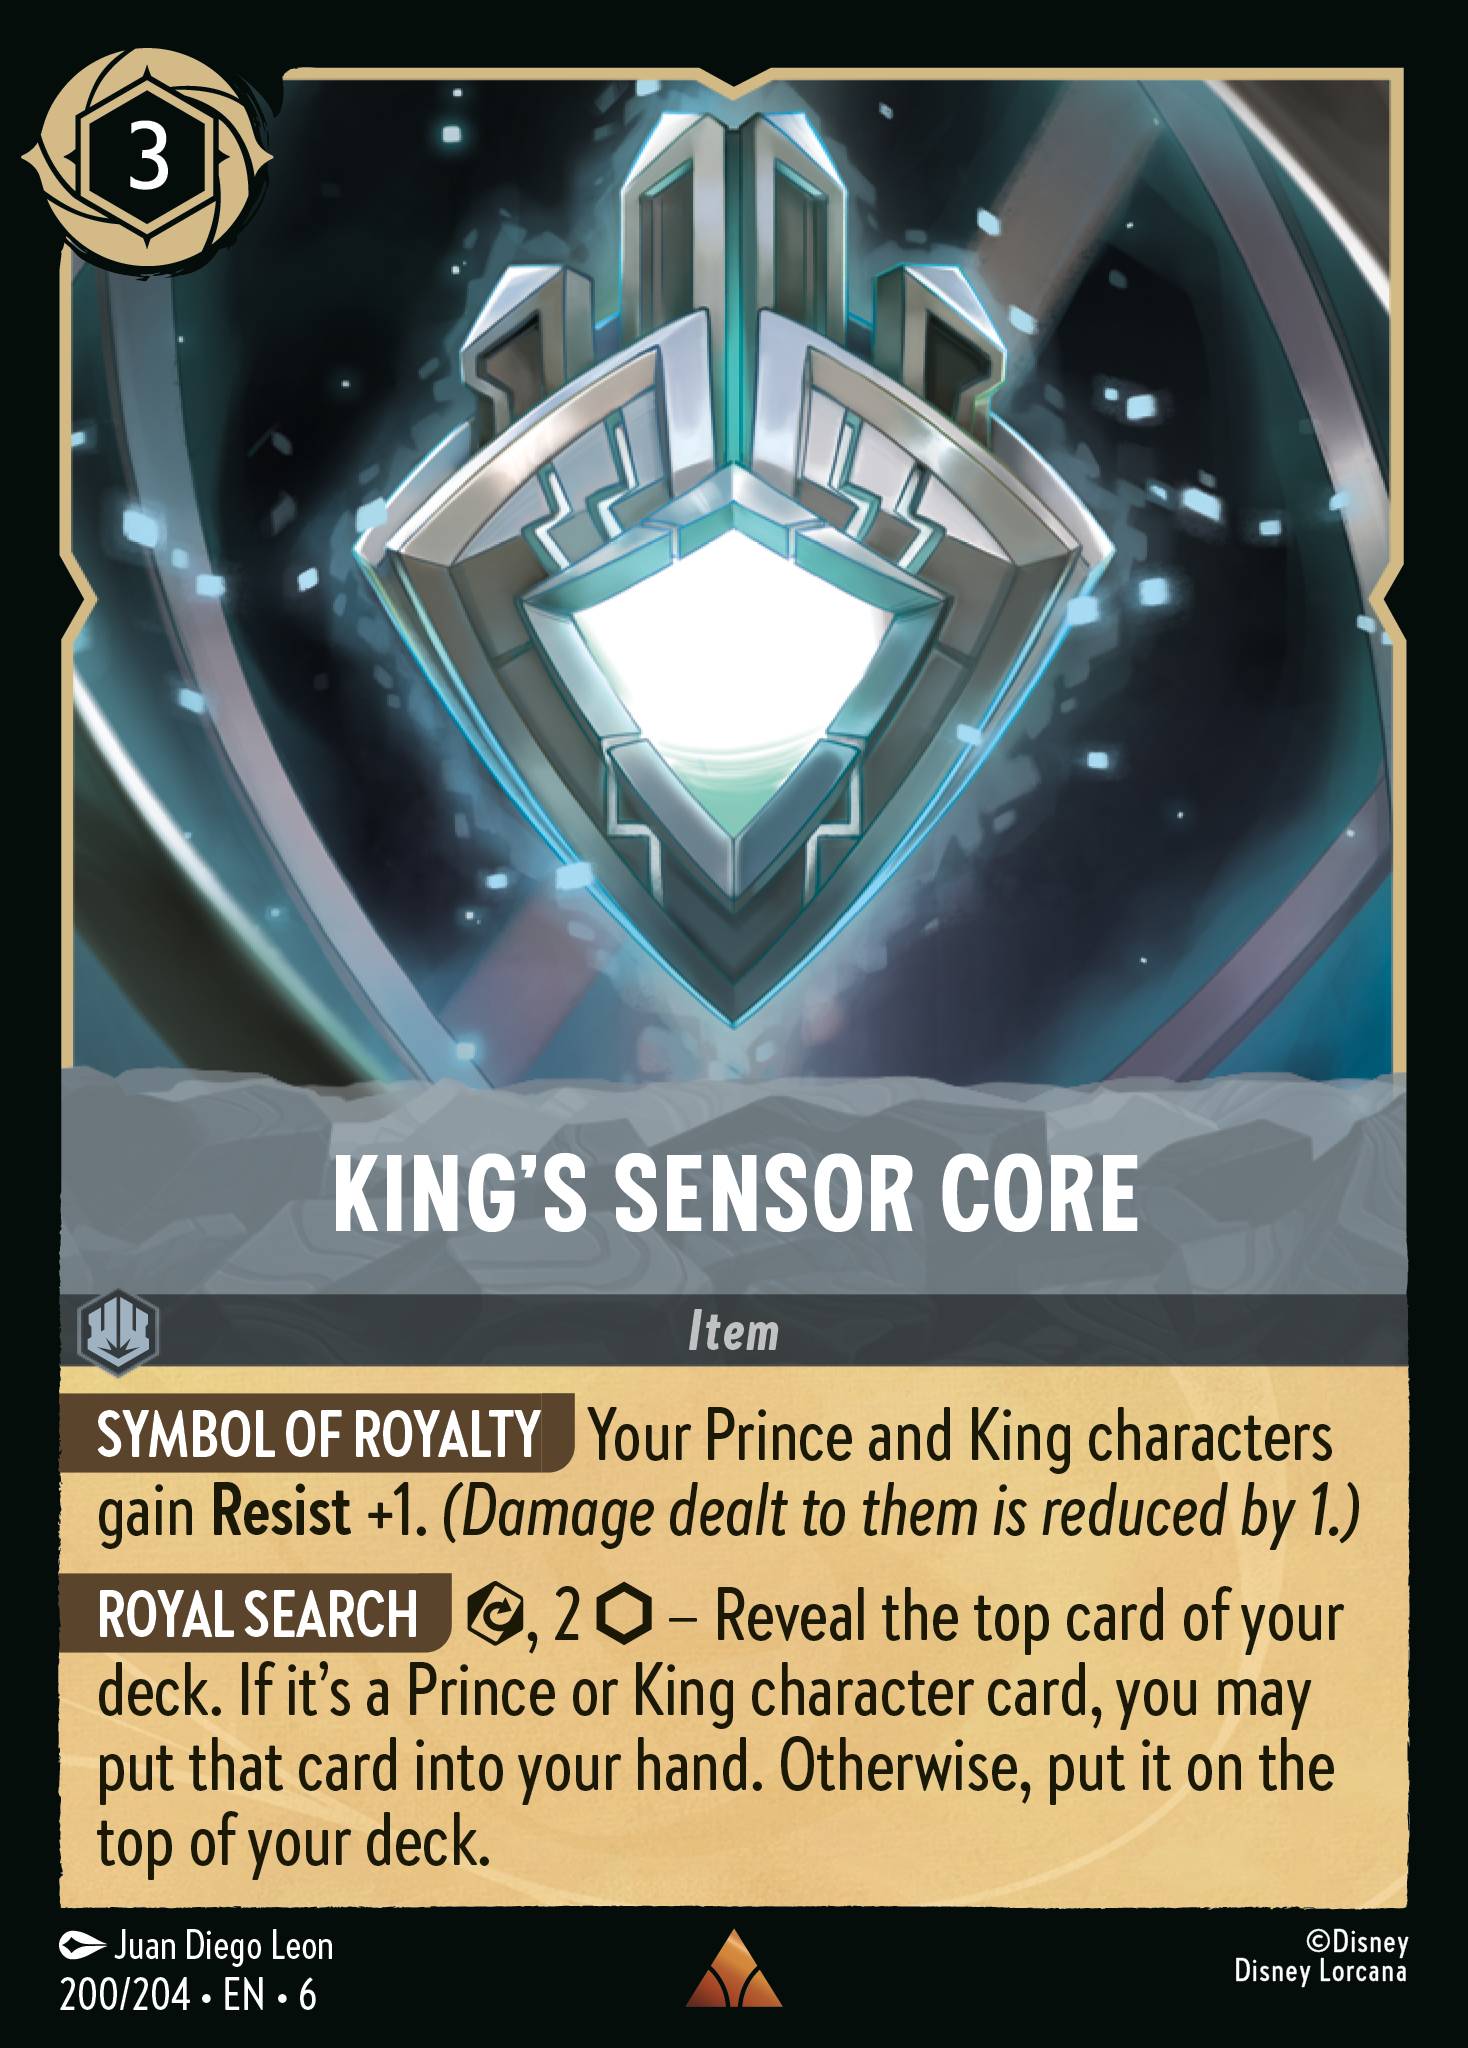 3
KING’S SENSOR CORE
Item
SYMBOL OF ROYALTY Your Prince and King characters
gain Resist +1. (Damage dealt to them is reduced by 1.)
ROYAL SEARCH , 2 – Reveal the top card of your
deck. If it’s a Prince or King character card, you may
put that card into your hand. Otherwise, put it on the
top of your deck.
Juan Diego Leon
©Disney
200/204 • EN • 6
Disney Lorcana